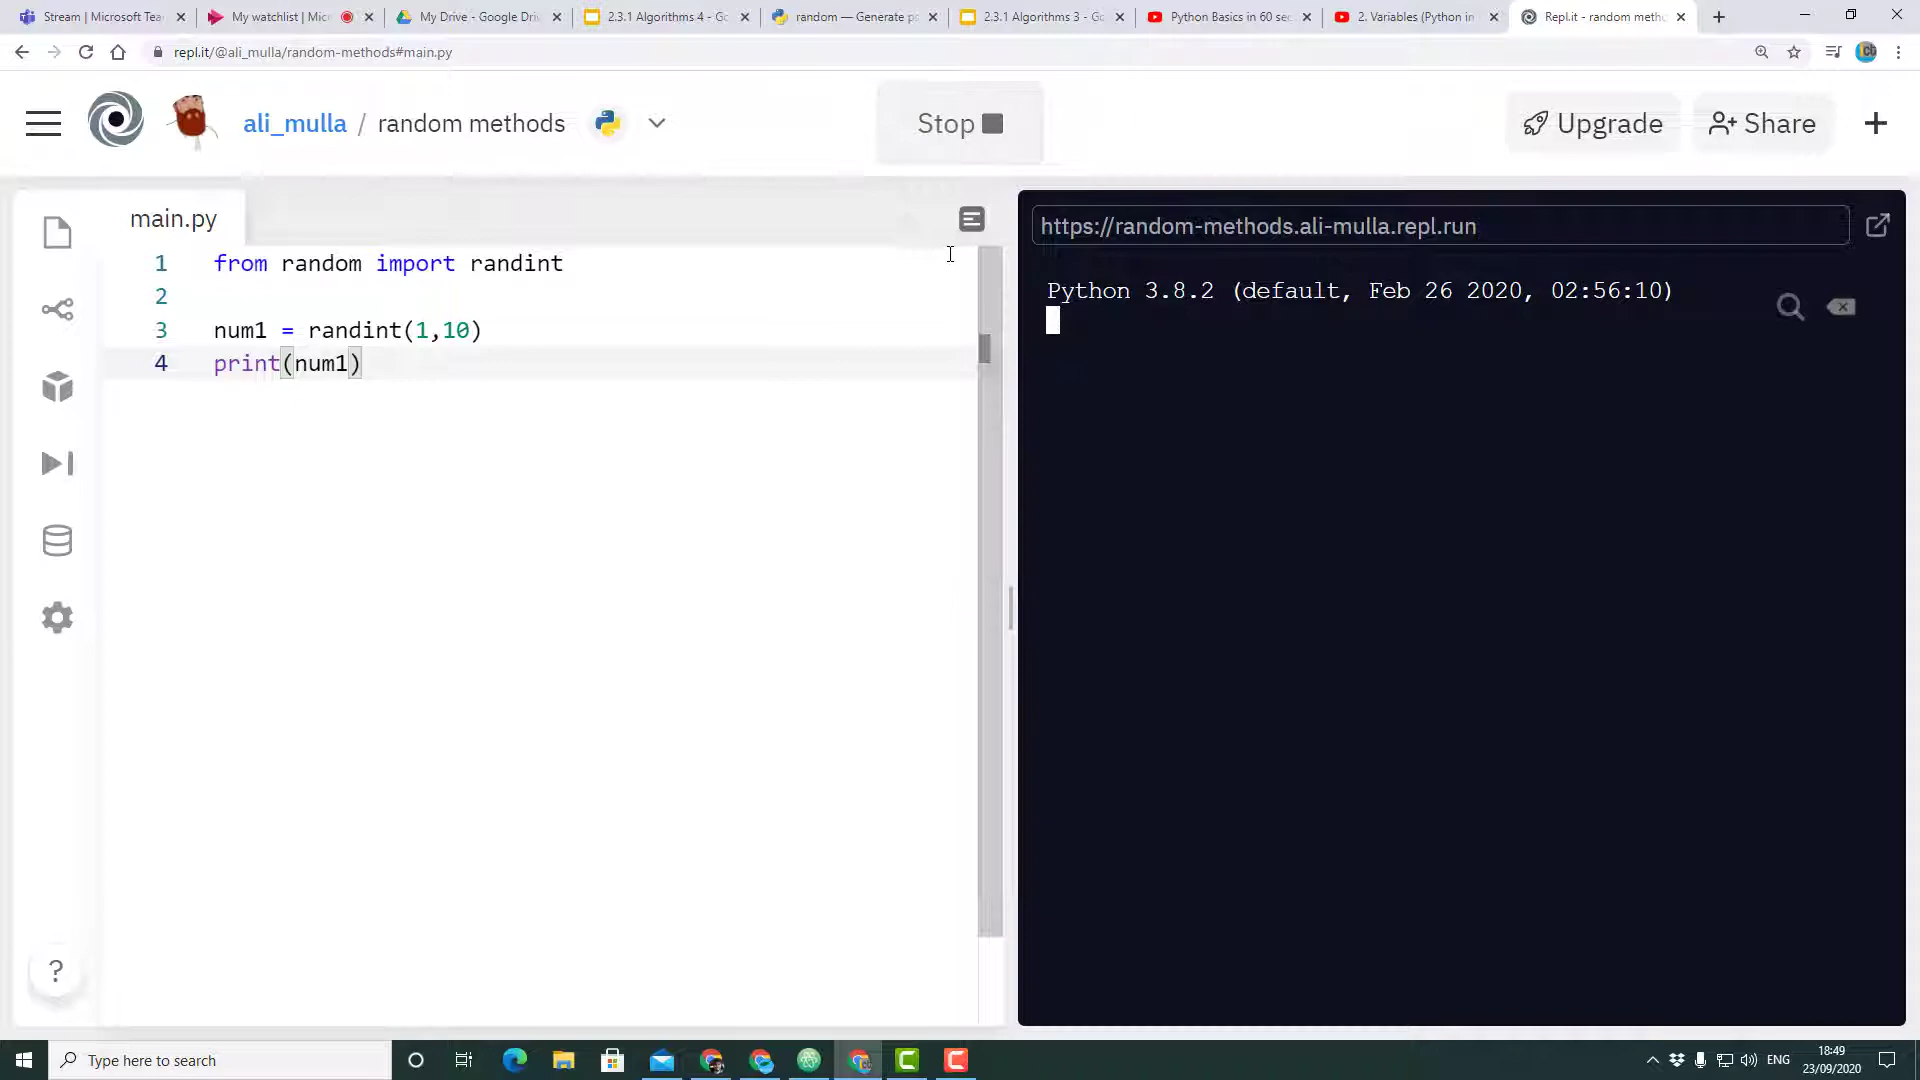 Stream | Microsoft Tea
My watchlist | Mic
My Drive - Google Dri
2.3.1 Algorithms 4 - Go
random — Generate ps
2.3.1 Algorithms 3 - Go
Python Basics in 60 sec
2. Variables (Python in
Repl.it - random meth
repl.it/@ali_mulla/random-methods#main.py
ali_mulla / random methods
Stop
Upgrade
Share
main.py
1 from random import randint
2
3 num1 = randint(1,10)
4 print(num1)
https://random-methods.ali-mulla.repl.run
Python 3.8.2 (default, Feb 26 2020, 02:56:10)
?
Type here to search
ENG
18:49
23/09/2020